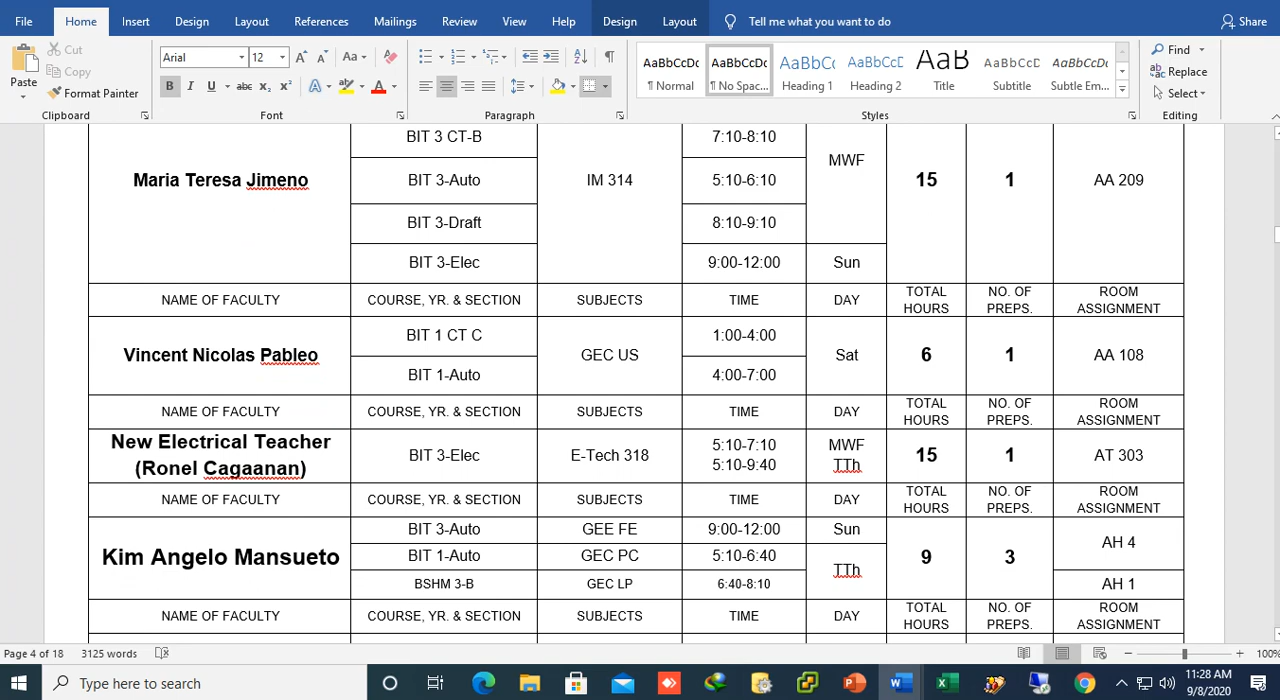 File Home Insert Design Layout References Mailings Review View Help Design Layout Tell me what you want to do Share
Paste
Cut
Copy
Format Painter
Clipboard
Arial 12
Font
Paragraph
AaBbCcDc ¶ Normal
AaBbCcDc ¶ No Spac...
AaBbCc Heading 1
AaBbCcE Heading 2
AaB Title
AaBbCcD Subtitle
AaBbCcDc Subtle Em...
Styles
Find
Replace
Select
Editing
Maria Teresa Jimeno
BIT 3 CT-B
BIT 3-Auto
BIT 3-Draft
BIT 3-Elec
IM 314
7:10-8:10
5:10-6:10
8:10-9:10
9:00-12:00
MWF
Sun
15
1
AA 209
NAME OF FACULTY COURSE, YR. & SECTION SUBJECTS TIME DAY TOTAL HOURS NO. OF PREPS. ROOM ASSIGNMENT
Vincent Nicolas Pableo
BIT 1 CT C
BIT 1-Auto
GEC US
1:00-4:00
4:00-7:00
Sat
6
1
AA 108
NAME OF FACULTY COURSE, YR. & SECTION SUBJECTS TIME DAY TOTAL HOURS NO. OF PREPS. ROOM ASSIGNMENT
New Electrical Teacher
(Ronel Cagaanan)
BIT 3-Elec
E-Tech 318
5:10-7:10
5:10-9:40
MWF
TTh
15
1
AT 303
NAME OF FACULTY COURSE, YR. & SECTION SUBJECTS TIME DAY TOTAL HOURS NO. OF PREPS. ROOM ASSIGNMENT
Kim Angelo Mansueto
BIT 3-Auto GEE FE 9:00-12:00 Sun
BIT 1-Auto GEC PC 5:10-6:40
BSHM 3-B GEC LP 6:40-8:10
TTh
9
3
AH 4
AH 1
NAME OF FACULTY COURSE, YR. & SECTION SUBJECTS TIME DAY TOTAL HOURS NO. OF PREPS. ROOM ASSIGNMENT
Page 4 of 18 3125 words 100%
Type here to search
11:28 AM
9/8/2020